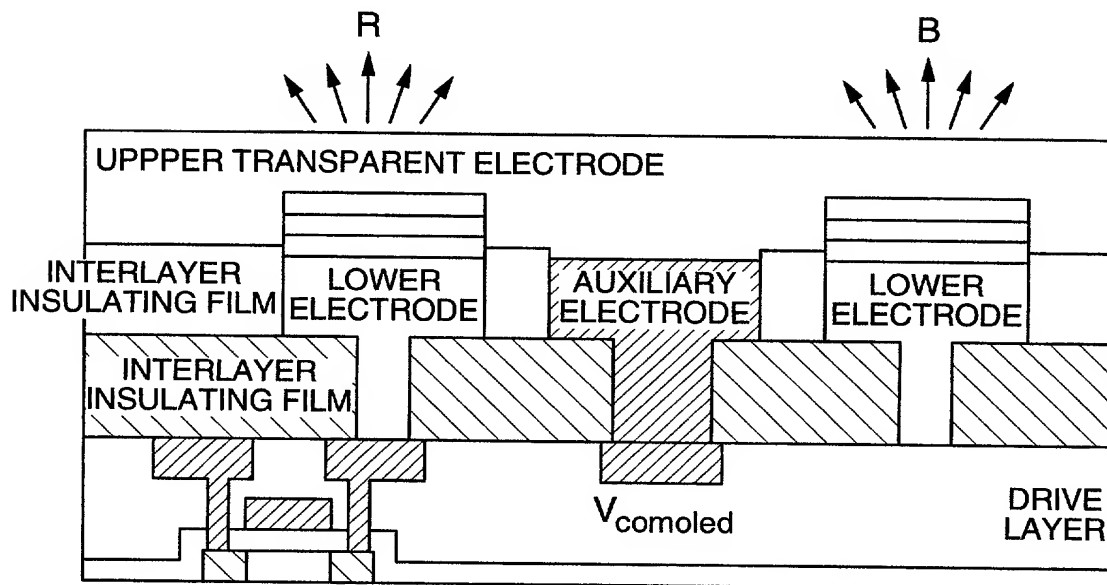 R
B
UPPPER TRANSPARENT ELECTRODE
INTERLAYER
INSULATING FILM
LOWER
ELECTRODE
AUXILIARY
ELECTRODE
LOWER
ELECTRODE
INTERLAYER
INSULATING FILM
Vcomoled
DRIVE
LAYER